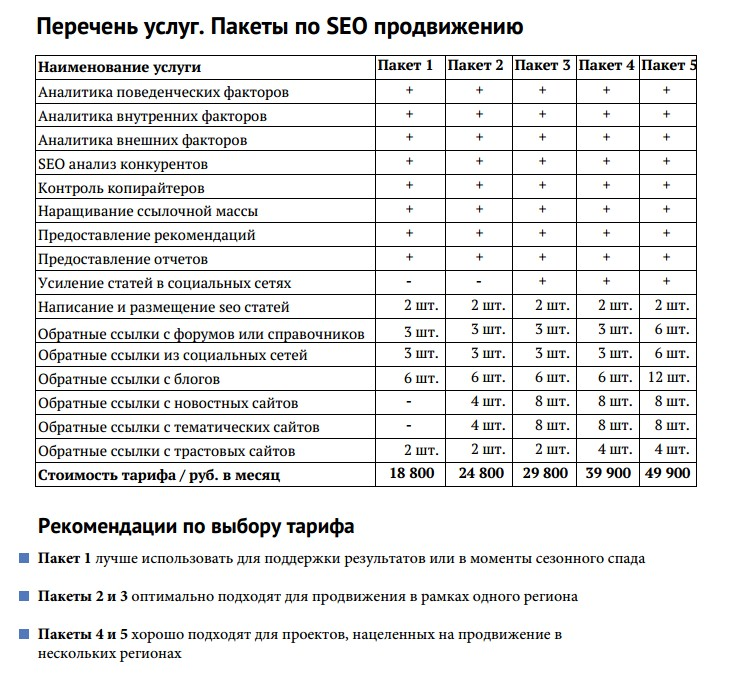 Перечень услуг. Пакеты по SEO продвижению
Наименование услуги Пакет 1 Пакет 2 Пакет 3 Пакет 4 Пакет 5
Аналитика поведенческих факторов + + + + +
Аналитика внутренних факторов + + + + +
Аналитика внешних факторов + + + + +
SEO анализ конкурентов + + + + +
Контроль копирайтеров + + + + +
Наращивание ссылочной массы + + + + +
Предоставление рекомендаций + + + + +
Предоставление отчетов + + + + +
Усиление статей в социальных сетях - - + + +
Написание и размещение seo статей 2 шт. 2 шт. 2 шт. 2 шт. 2 шт.
Обратные ссылки с форумов или справочников 3 шт. 3 шт. 3 шт. 3 шт. 6 шт.
Обратные ссылки из социальных сетей 3 шт. 3 шт. 3 шт. 3 шт. 6 шт.
Обратные ссылки с блогов 6 шт. 6 шт. 6 шт. 6 шт. 12 шт.
Обратные ссылки с новостных сайтов - 4 шт. 8 шт. 8 шт. 8 шт.
Обратные ссылки с тематических сайтов - 4 шт. 8 шт. 8 шт. 8 шт.
Обратные ссылки с трастовых сайтов 2 шт. 2 шт. 2 шт. 4 шт. 4 шт.
Стоимость тарифа / руб. в месяц 18 800 24 800 29 800 39 900 49 900
Рекомендации по выбору тарифа
Пакет 1 лучше использовать для поддержки результатов или в моменты сезонного спада
Пакеты 2 и 3 оптимально подходят для продвижения в рамках одного региона
Пакеты 4 и 5 хорошо подходят для проектов, нацеленных на продвижение в
нескольких регионах